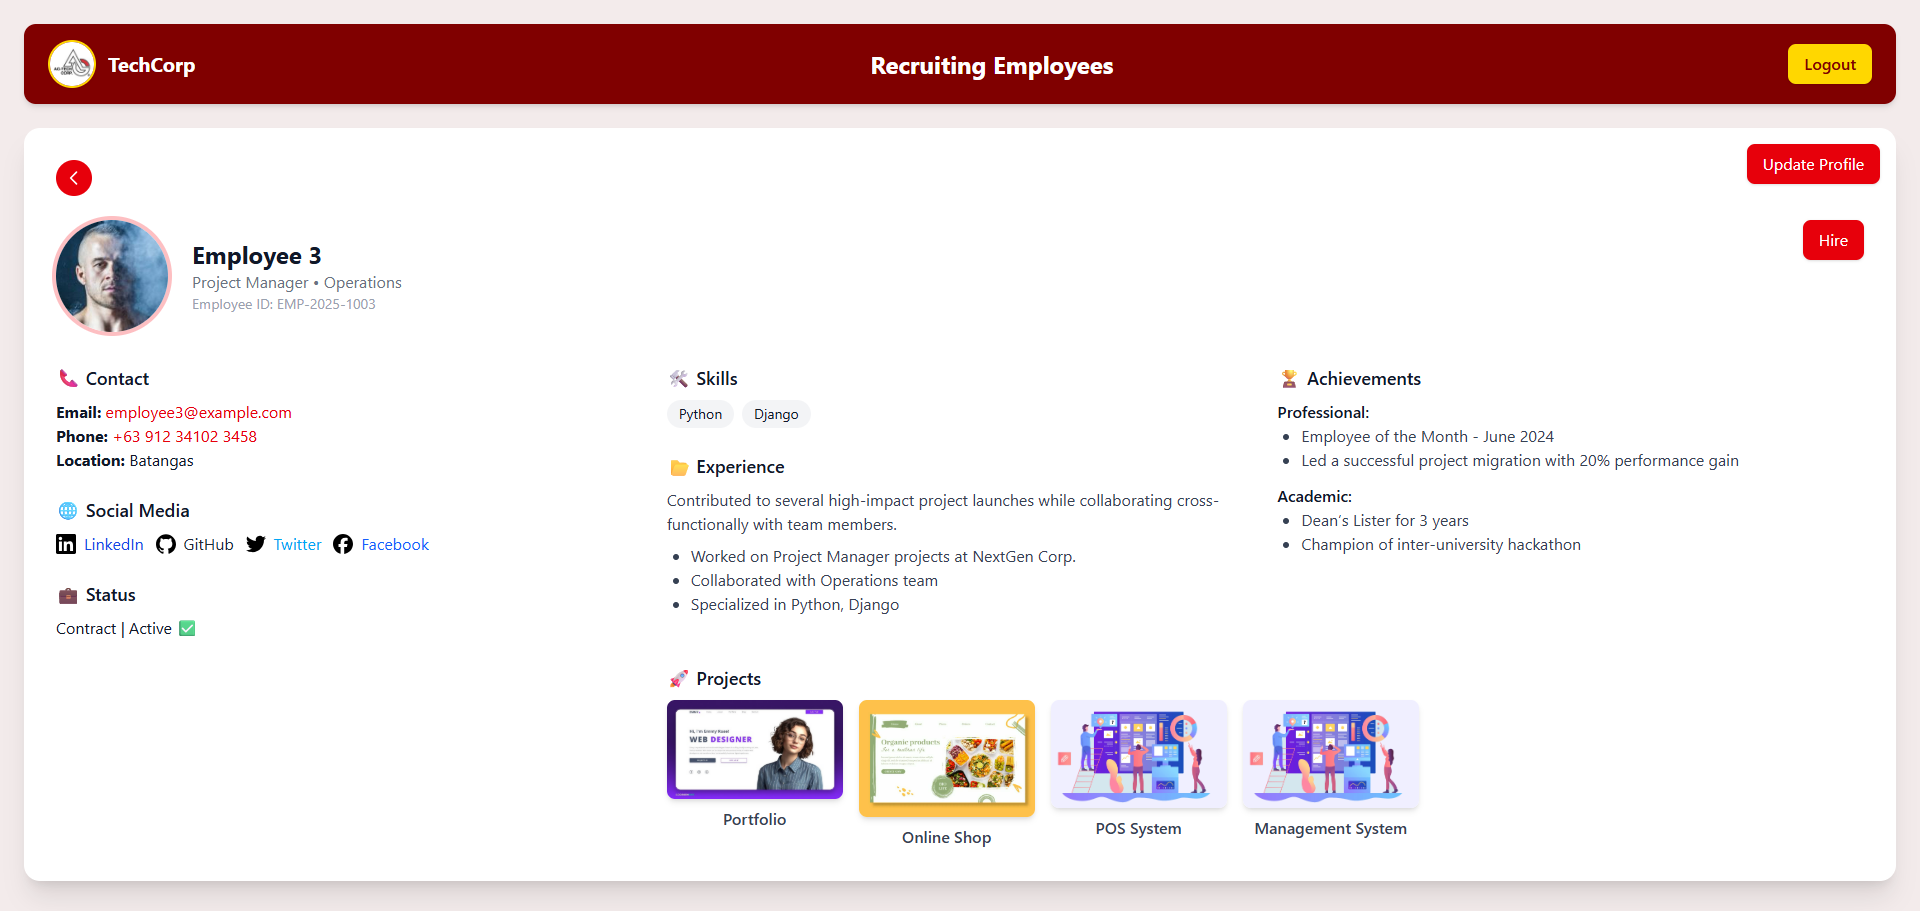 TechCorp
Recruiting Employees
Logout
Update Profile
Hire
Employee 3
Project Manager • Operations
Employee ID: EMP-2025-1003
📞 Contact
Email: employee3@example.com
Phone: +63 912 34102 3458
Location: Batangas
🌐 Social Media
LinkedIn GitHub Twitter Facebook
💼 Status
Contract | Active ✅
🛠️ Skills
Python Django
📂 Experience
Contributed to several high-impact project launches while collaborating cross-
functionally with team members.
• Worked on Project Manager projects at NextGen Corp.
• Collaborated with Operations team
• Specialized in Python, Django
🏆 Achievements
Professional:
• Employee of the Month - June 2024
• Led a successful project migration with 20% performance gain
Academic:
• Dean’s Lister for 3 years
• Champion of inter-university hackathon
🚀 Projects
WEB DESIGNER
Portfolio
Organic products
Online Shop
POS System
Management System